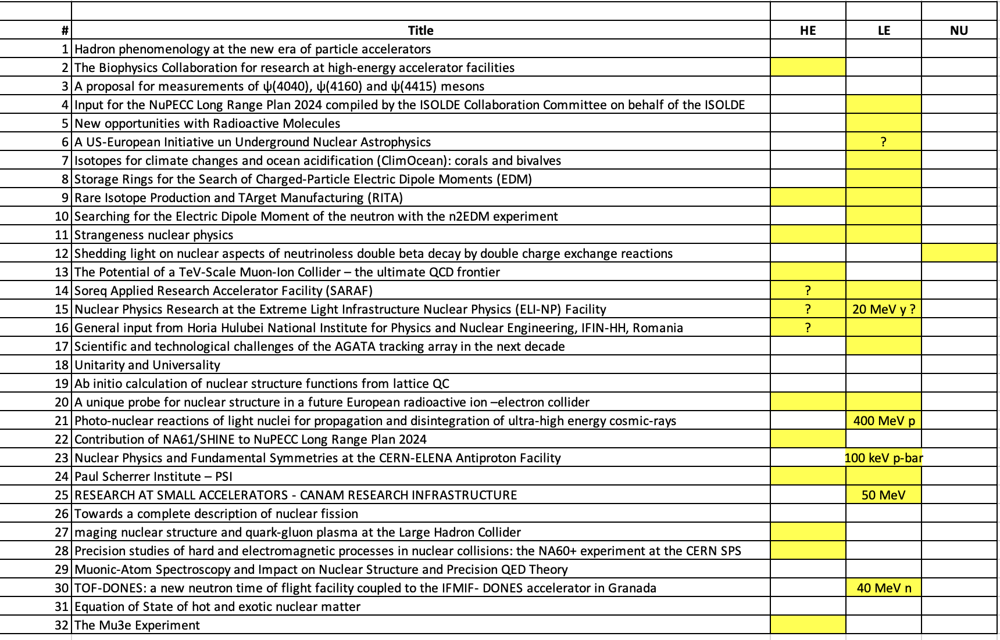 # Title HE LE NU
1 Hadron phenomenology at the new era of particle accelerators
2 The Biophysics Collaboration for research at high-energy accelerator facilities
3 A proposal for measurements of ψ(4040), ψ(4160) and ψ(4415) mesons
4 Input for the NuPECC Long Range Plan 2024 compiled by the ISOLDE Collaboration Committee on behalf of the ISOLDE
5 New opportunities with Radioactive Molecules
6 A US-European Initiative un Underground Nuclear Astrophysics ?
7 Isotopes for climate changes and ocean acidification (ClimOcean): corals and bivalves
8 Storage Rings for the Search of Charged-Particle Electric Dipole Moments (EDM)
9 Rare Isotope Production and TArget Manufacturing (RITA)
10 Searching for the Electric Dipole Moment of the neutron with the n2EDM experiment
11 Strangeness nuclear physics
12 Shedding light on nuclear aspects of neutrinoless double beta decay by double charge exchange reactions
13 The Potential of a TeV-Scale Muon-Ion Collider – the ultimate QCD frontier
14 Soreq Applied Research Accelerator Facility (SARAF) ?
15 Nuclear Physics Research at the Extreme Light Infrastructure Nuclear Physics (ELI-NP) Facility ? 20 MeV y ?
16 General input from Horia Hulubei National Institute for Physics and Nuclear Engineering, IFIN-HH, Romania ?
17 Scientific and technological challenges of the AGATA tracking array in the next decade
18 Unitarity and Universality
19 Ab initio calculation of nuclear structure functions from lattice QC
20 A unique probe for nuclear structure in a future European radioactive ion –electron collider
21 Photo-nuclear reactions of light nuclei for propagation and disintegration of ultra-high energy cosmic-rays 400 MeV p
22 Contribution of NA61/SHINE to NuPECC Long Range Plan 2024
23 Nuclear Physics and Fundamental Symmetries at the CERN-ELENA Antiproton Facility 100 keV p-bar
24 Paul Scherrer Institute – PSI
25 RESEARCH AT SMALL ACCELERATORS - CANAM RESEARCH INFRASTRUCTURE 50 MeV
26 Towards a complete description of nuclear fission
27 maging nuclear structure and quark-gluon plasma at the Large Hadron Collider
28 Precision studies of hard and electromagnetic processes in nuclear collisions: the NA60+ experiment at the CERN SPS
29 Muonic-Atom Spectroscopy and Impact on Nuclear Structure and Precision QED Theory
30 TOF-DONES: a new neutron time of flight facility coupled to the IFMIF- DONES accelerator in Granada 40 MeV n
31 Equation of State of hot and exotic nuclear matter
32 The Mu3e Experiment